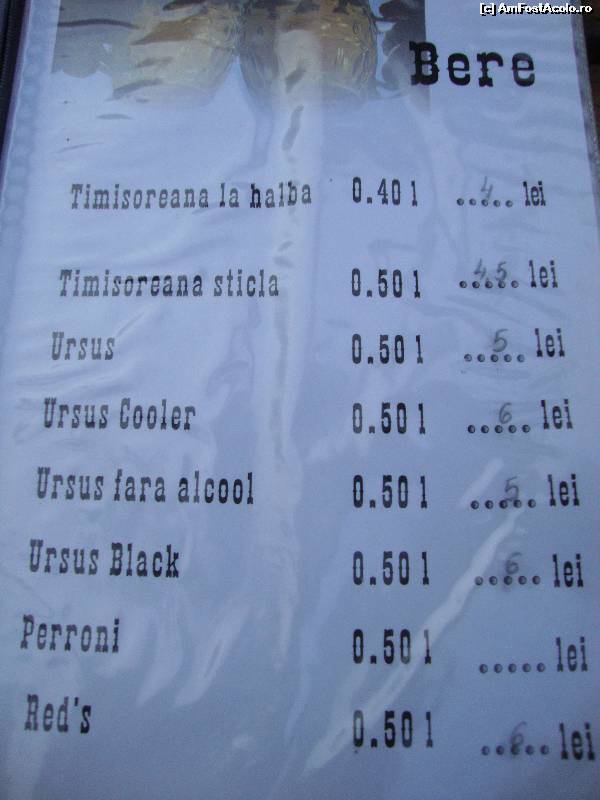 [c] AmFostAcolo.ro
Bere
Timisoreana la halba 0.40 l ..4... lei
Timisoreana sticla 0.50 l ..4,5... lei
Ursus 0.50 l ..5... lei
Ursus Cooler 0.50 l ..6... lei
Ursus fara alcool 0.50 l ..5... lei
Ursus Black 0.50 l ..6... lei
Perroni 0.50 l ...... lei
Red's 0.50 l ..6... lei